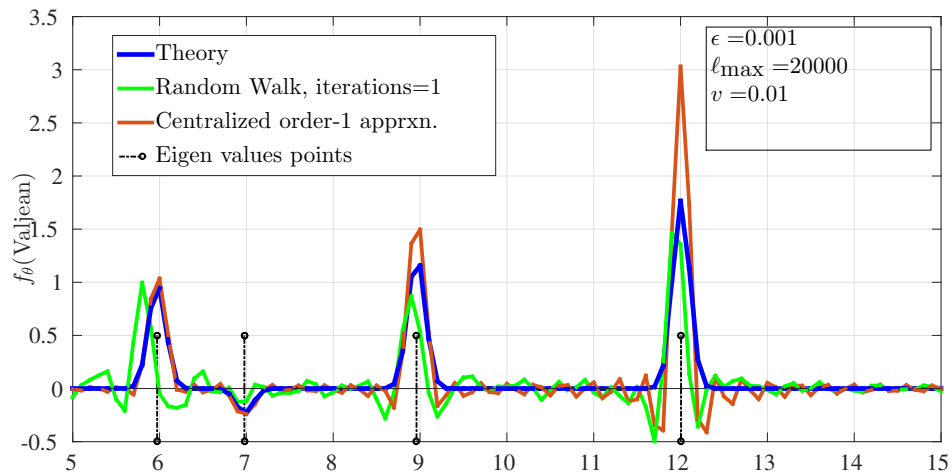 3.5
3
2.5
2
1.5
1
0.5
0
-0.5
5 6 7 8 9 10 11 12 13 14 15
f_θ(Valjean)
Theory
Random Walk, iterations=1
Centralized order-1 apprxn.
Eigen values points
ϵ =0.001
ℓmax =20000
v =0.01